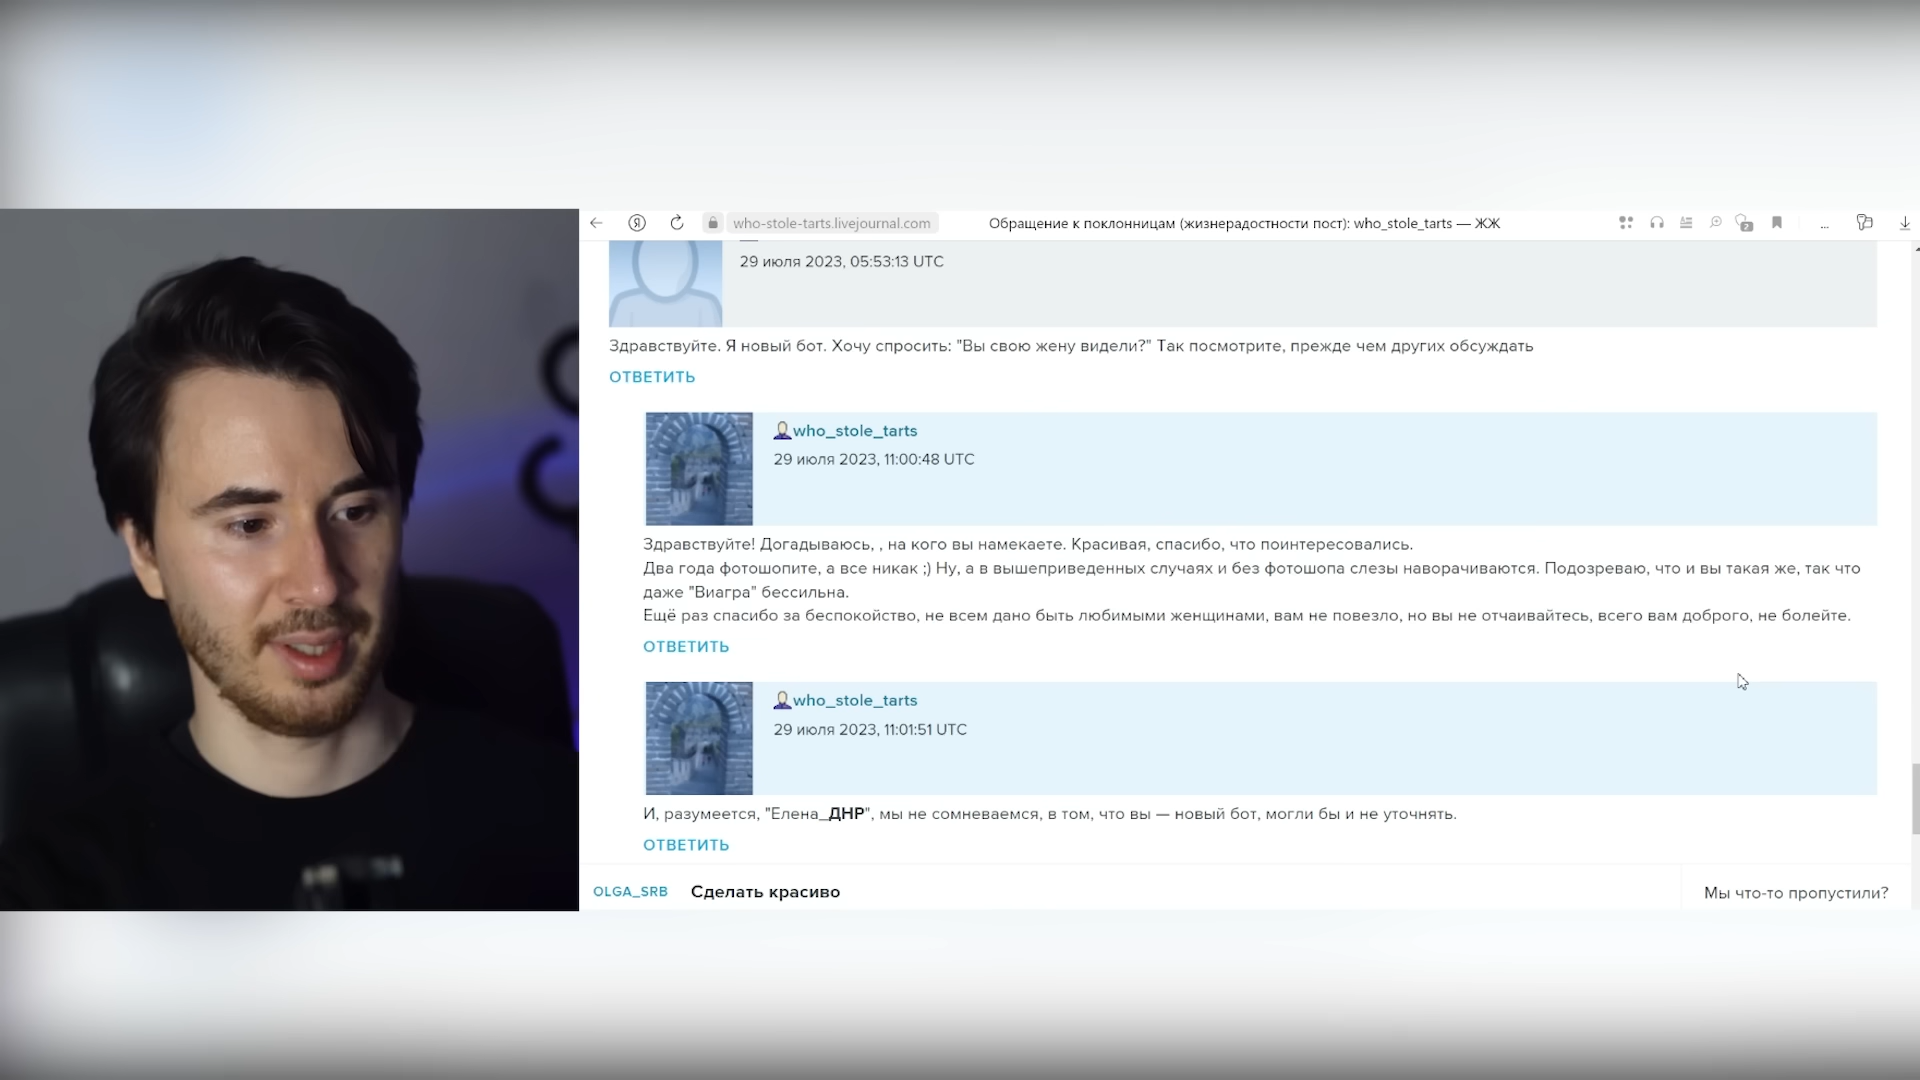 who-stole-tarts.livejournal.com
Обращение к поклонницам (жизнерадостности пост): who_stole_tarts — ЖЖ
2
...
29 июля 2023, 05:53:13 UTC
Здравствуйте. Я новый бот. Хочу спросить: "Вы свою жену видели?" Так посмотрите, прежде чем других обсуждать
ОТВЕТИТЬ
who_stole_tarts
29 июля 2023, 11:00:48 UTC
Здравствуйте! Догадываюсь, , на кого вы намекаете. Красивая, спасибо, что поинтересовались.
Два года фотошопите, а все никак ;) Ну, а в вышеприведенных случаях и без фотошопа слезы наворачиваются. Подозреваю, что и вы такая же, так что
даже "Виагра" бессильна.
Ещё раз спасибо за беспокойство, не всем дано быть любимыми женщинами, вам не повезло, но вы не отчаивайтесь, всего вам доброго, не болейте.
ОТВЕТИТЬ
who_stole_tarts
29 июля 2023, 11:01:51 UTC
И, разумеется, "Елена_ДНР", мы не сомневаемся, в том, что вы — новый бот, могли бы и не уточнять.
ОТВЕТИТЬ
OLGA_SRB Сделать красиво
Мы что-то пропустили?